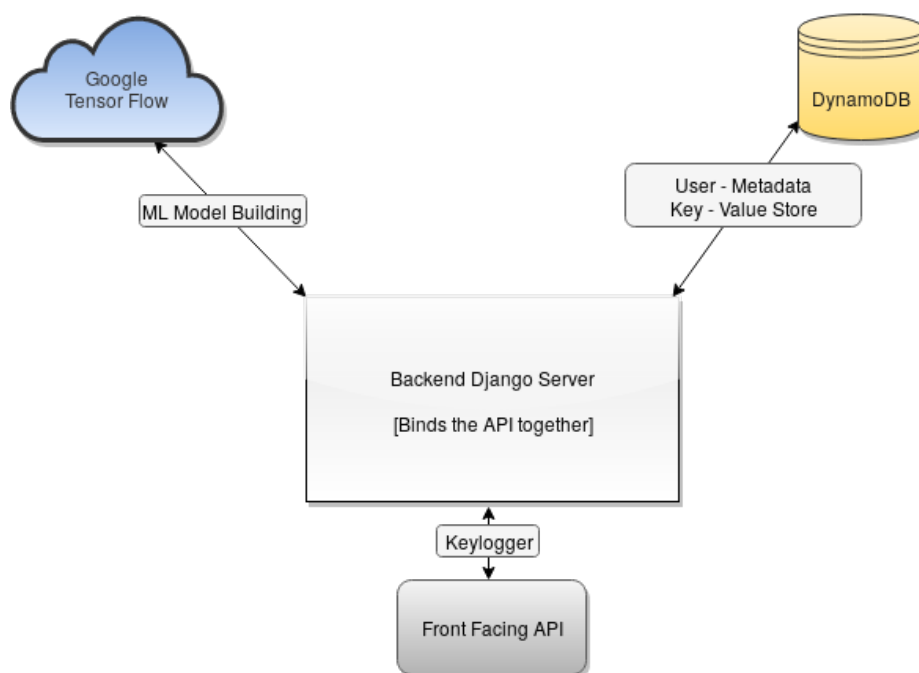 Google
Tensor Flow
DynamoDB
ML Model Building
User - Metadata
Key - Value Store
Backend Django Server
[Binds the API together]
Keylogger
Front Facing API